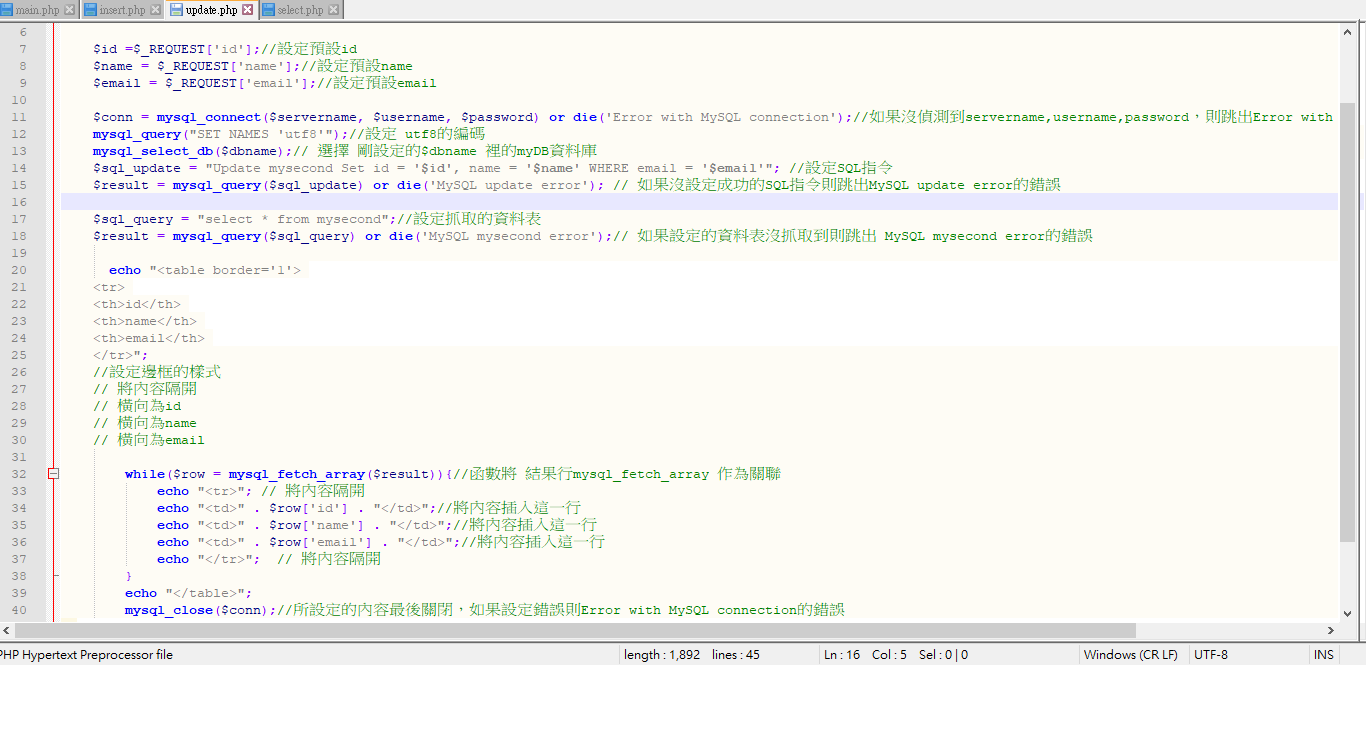 main.php insert.php update.php select.php
6
7 $id =$_REQUEST['id'];//設定預設id
8 $name = $_REQUEST['name'];//設定預設name
9 $email = $_REQUEST['email'];//設定預設email
10
11 $conn = mysql_connect($servername, $username, $password) or die('Error with MySQL connection');//如果沒偵測到servername,username,password，則跳出Error with
12 mysql_query("SET NAMES 'utf8'");//設定 utf8的編碼
13 mysql_select_db($dbname);// 選擇 剛設定的$dbname 裡的myDB資料庫
14 $sql_update = "Update mysecond Set id = '$id', name = '$name' WHERE email = '$email'"; //設定SQL指令
15 $result = mysql_query($sql_update) or die('MySQL update error'); // 如果沒設定成功的SQL指令則跳出MySQL update error的錯誤
16
17 $sql_query = "select * from mysecond";//設定抓取的資料表
18 $result = mysql_query($sql_query) or die('MySQL mysecond error');// 如果設定的資料表沒抓取到則跳出 MySQL mysecond error的錯誤
19
20 echo "<table border='1'>
21 <tr>
22 <th>id</th>
23 <th>name</th>
24 <th>email</th>
25 </tr>";
26 //設定邊框的樣式
27 // 將內容隔開
28 // 橫向為id
29 // 橫向為name
30 // 橫向為email
31
32 while($row = mysql_fetch_array($result)){//函數將 結果行mysql_fetch_array 作為關聯
33 echo "<tr>"; // 將內容隔開
34 echo "<td>" . $row['id'] . "</td>";//將內容插入這一行
35 echo "<td>" . $row['name'] . "</td>";//將內容插入這一行
36 echo "<td>" . $row['email'] . "</td>";//將內容插入這一行
37 echo "</tr>";  // 將內容隔開
38 }
39 echo "</table>";
40 mysql_close($conn);//所設定的內容最後關閉，如果設定錯誤則Error with MySQL connection的錯誤
PHP Hypertext Preprocessor file length : 1,892 lines : 45 Ln : 16 Col : 5 Sel : 0 | 0 Windows (CR LF) UTF-8 INS